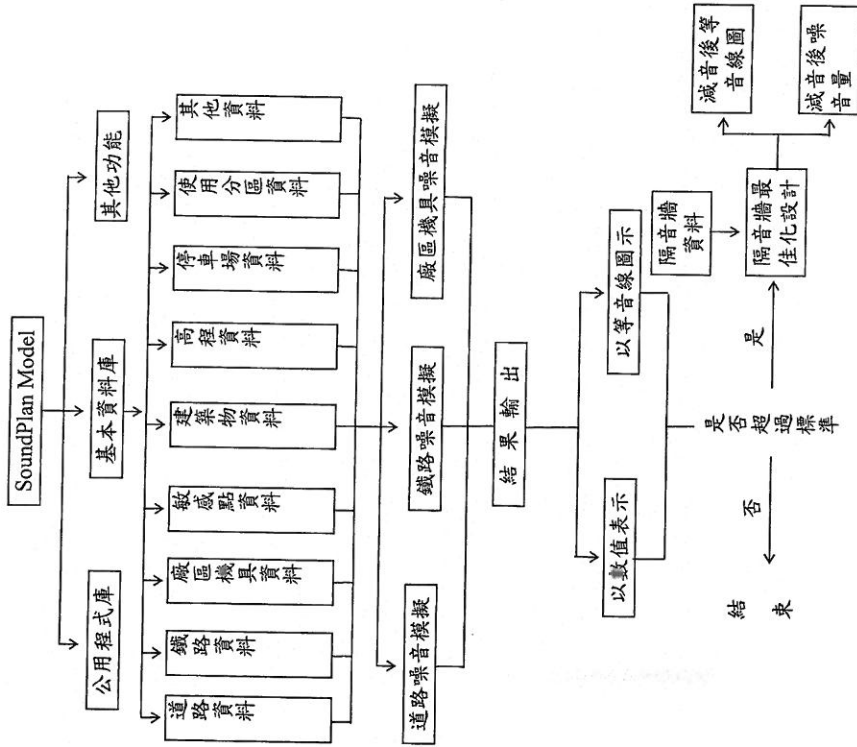 SoundPlan Model
公用程式庫
基本資料庫
其他功能
道路資料
鐵路資料
廠區機具資料
敏感點資料
建築物資料
高程資料
停車場資料
使用分區資料
其他資料
道路噪音模擬
鐵路噪音模擬
廠區機具噪音模擬
結果輸出
以數值表示
以等音線圖示
是否超過標準
否
是
結束
隔音牆
資料
隔音牆最
佳化設計
減音後等
音線圖
減音後噪
音量